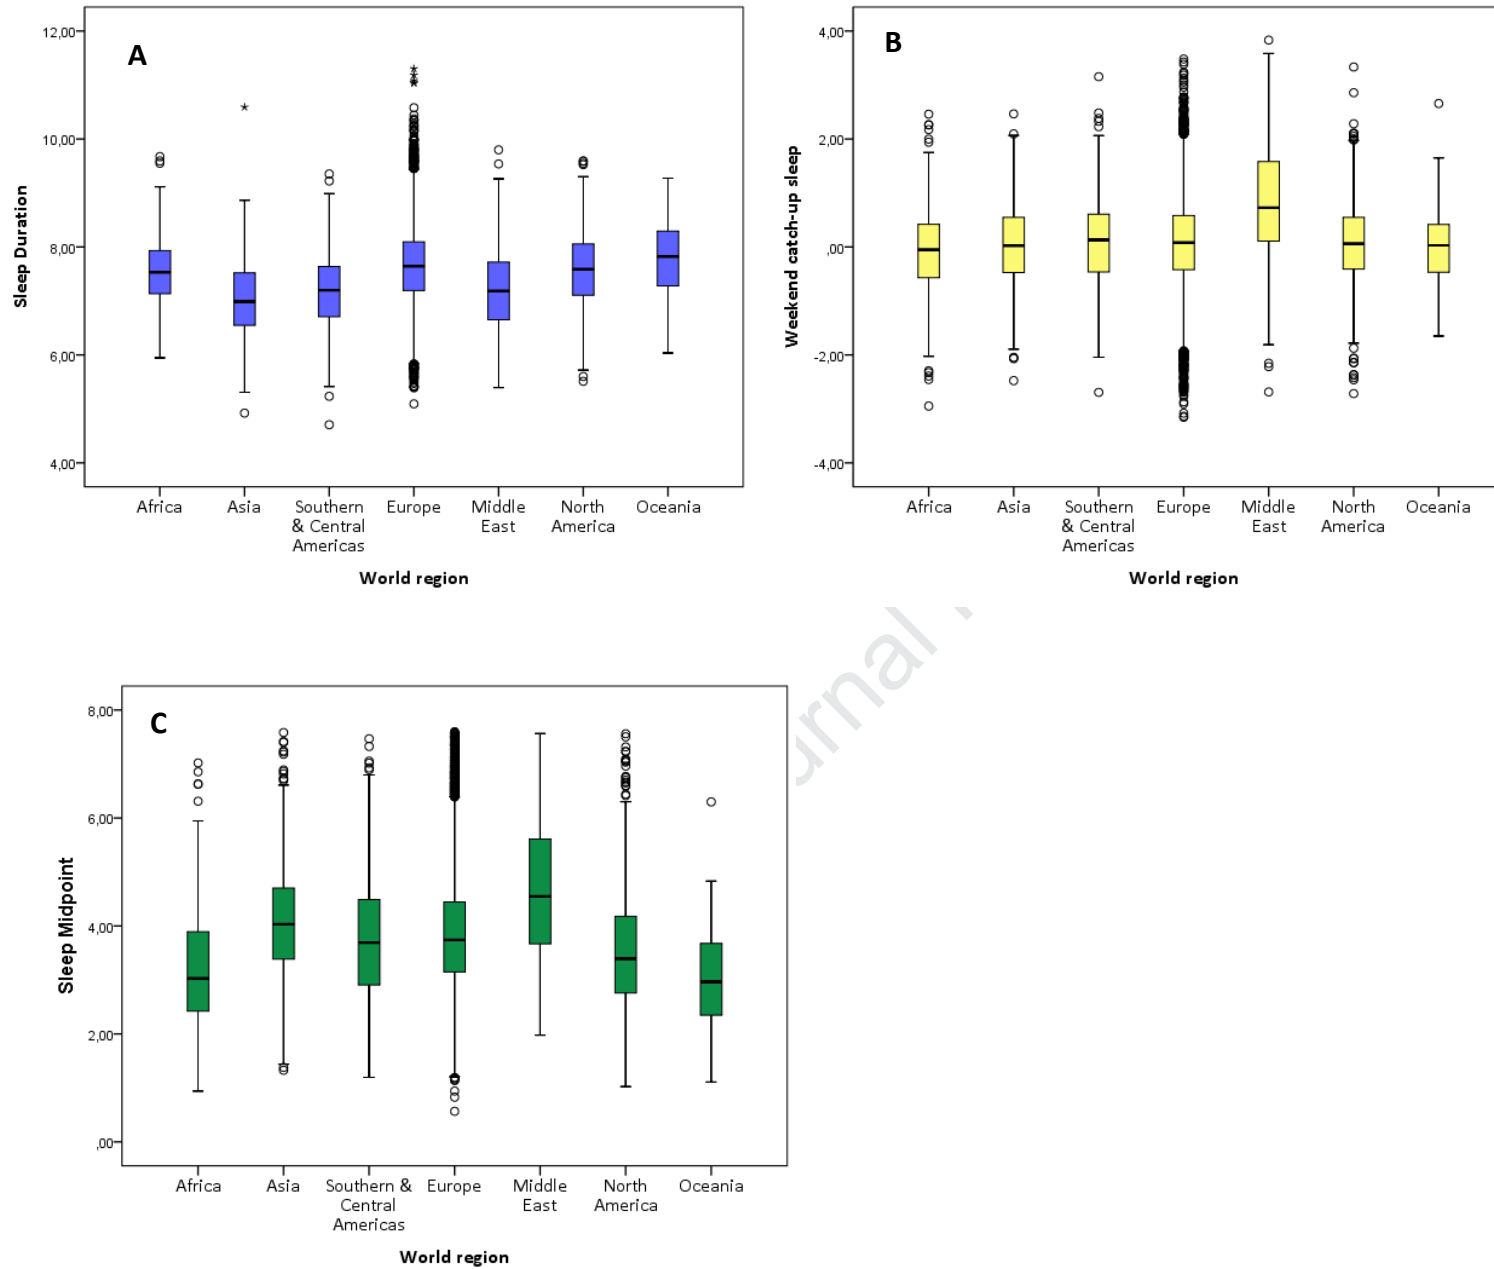 A
Sleep Duration
12,00
10,00
8,00
6,00
4,00
Africa
Asia
Southern
& Central
Americas
Europe
Middle
East
North
America
Oceania
World region
B
Weekend catch-up sleep
4,00
2,00
,00
-2,00
-4,00
Africa
Asia
Southern
& Central
Americas
Europe
Middle
East
North
America
Oceania
World region
C
Sleep Midpoint
8,00
6,00
4,00
2,00
,00
Africa
Asia
Southern &
Central
Americas
Europe
Middle
East
North
America
Oceania
World region